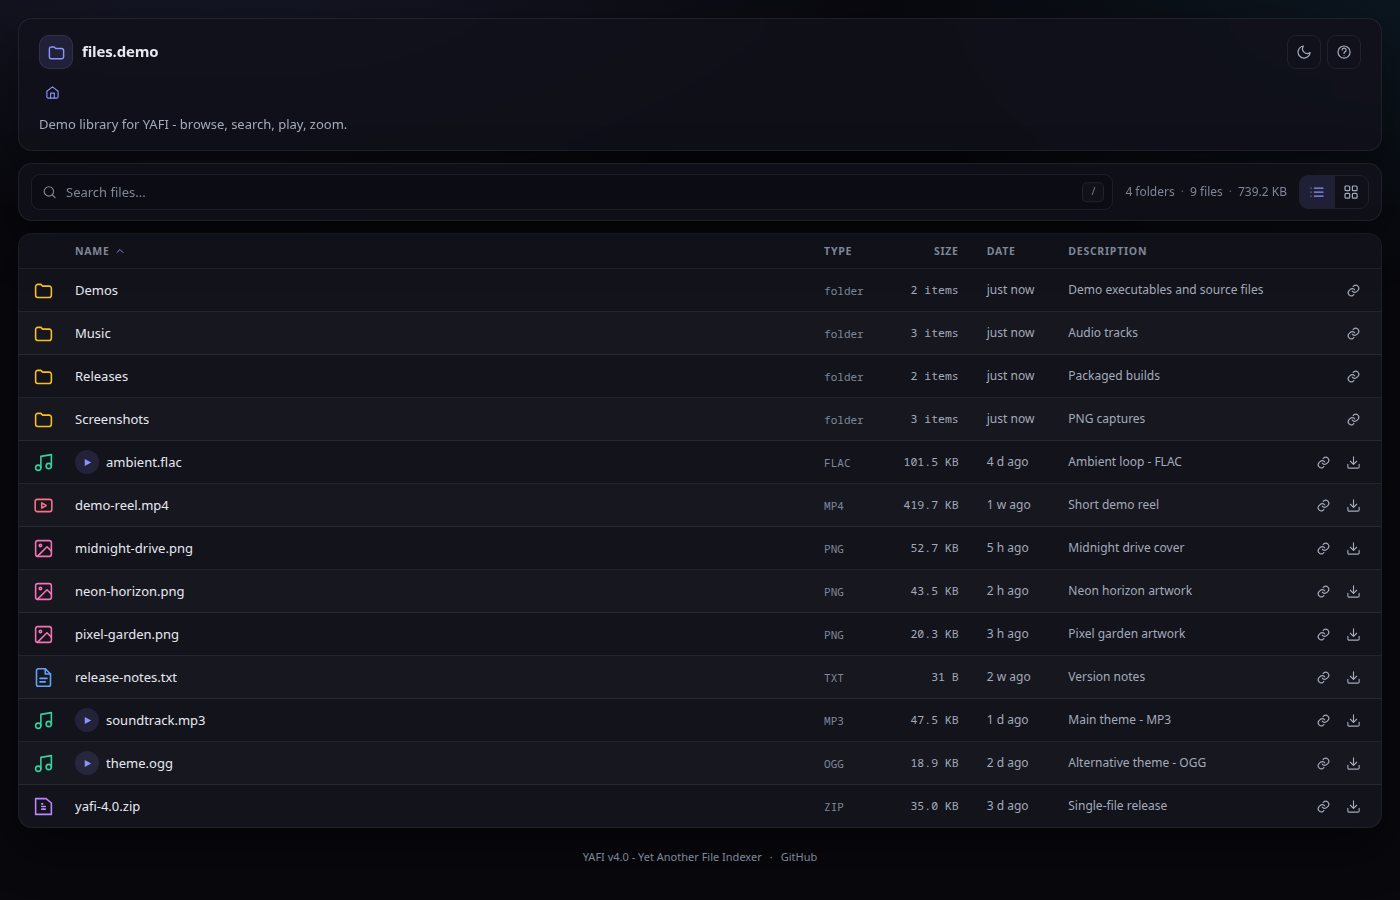 files.demo
Demo library for YAFI - browse, search, play, zoom.
Search files... / 4 folders · 9 files · 739.2 KB
NAME TYPE SIZE DATE DESCRIPTION
Demos folder 2 items just now Demo executables and source files
Music folder 3 items just now Audio tracks
Releases folder 2 items just now Packaged builds
Screenshots folder 3 items just now PNG captures
ambient.flac FLAC 101.5 KB 4 d ago Ambient loop - FLAC
demo-reel.mp4 MP4 419.7 KB 1 w ago Short demo reel
midnight-drive.png PNG 52.7 KB 5 h ago Midnight drive cover
neon-horizon.png PNG 43.5 KB 2 h ago Neon horizon artwork
pixel-garden.png PNG 20.3 KB 3 h ago Pixel garden artwork
release-notes.txt TXT 31 B 2 w ago Version notes
soundtrack.mp3 MP3 47.5 KB 1 d ago Main theme - MP3
theme.ogg OGG 18.9 KB 2 d ago Alternative theme - OGG
yafi-4.0.zip ZIP 35.0 KB 3 d ago Single-file release
YAFI v4.0 - Yet Another File Indexer · GitHub